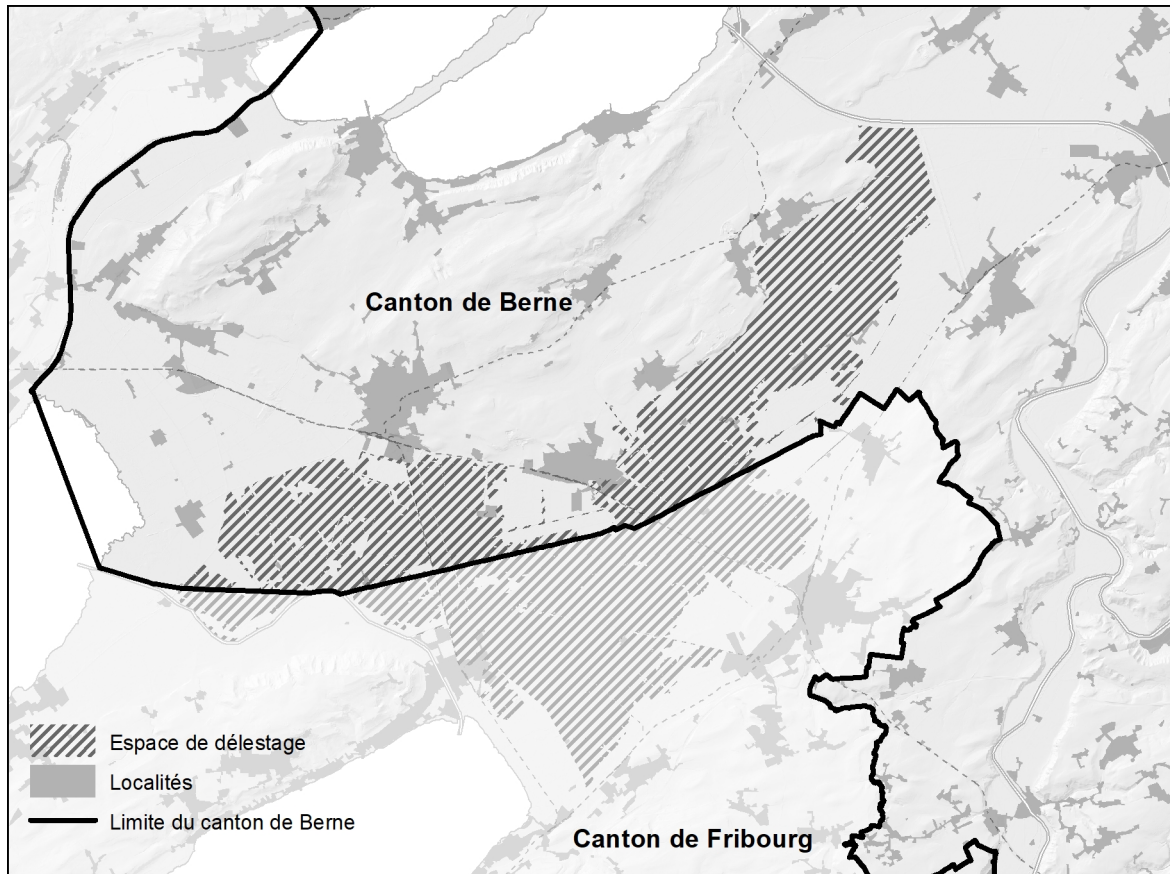 Canton de Berne
Espace de délestage
Localités
Limite du canton de Berne
Canton de Fribourg